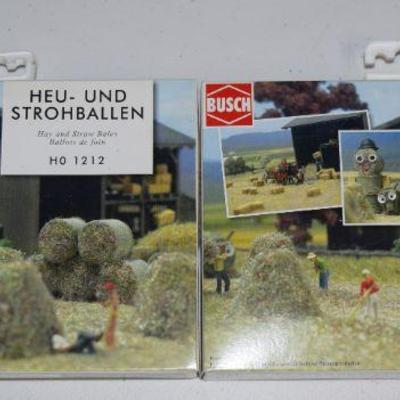 HEU- UND
STROHBALLEN
Hay and Straw Bales
Ballots de foin
H0 1212
BUSCH